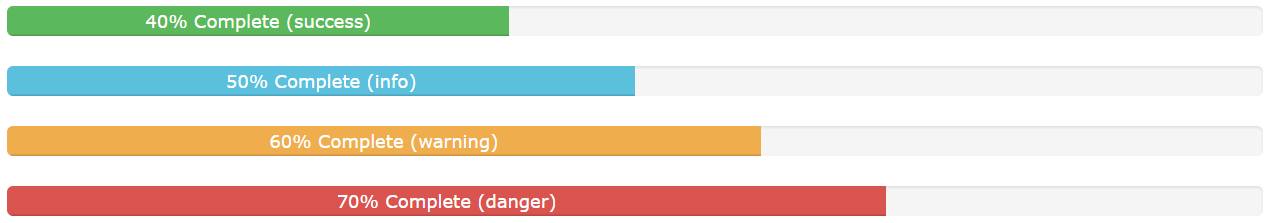 40% Complete (success)
50% Complete (info)
60% Complete (warning)
70% Complete (danger)